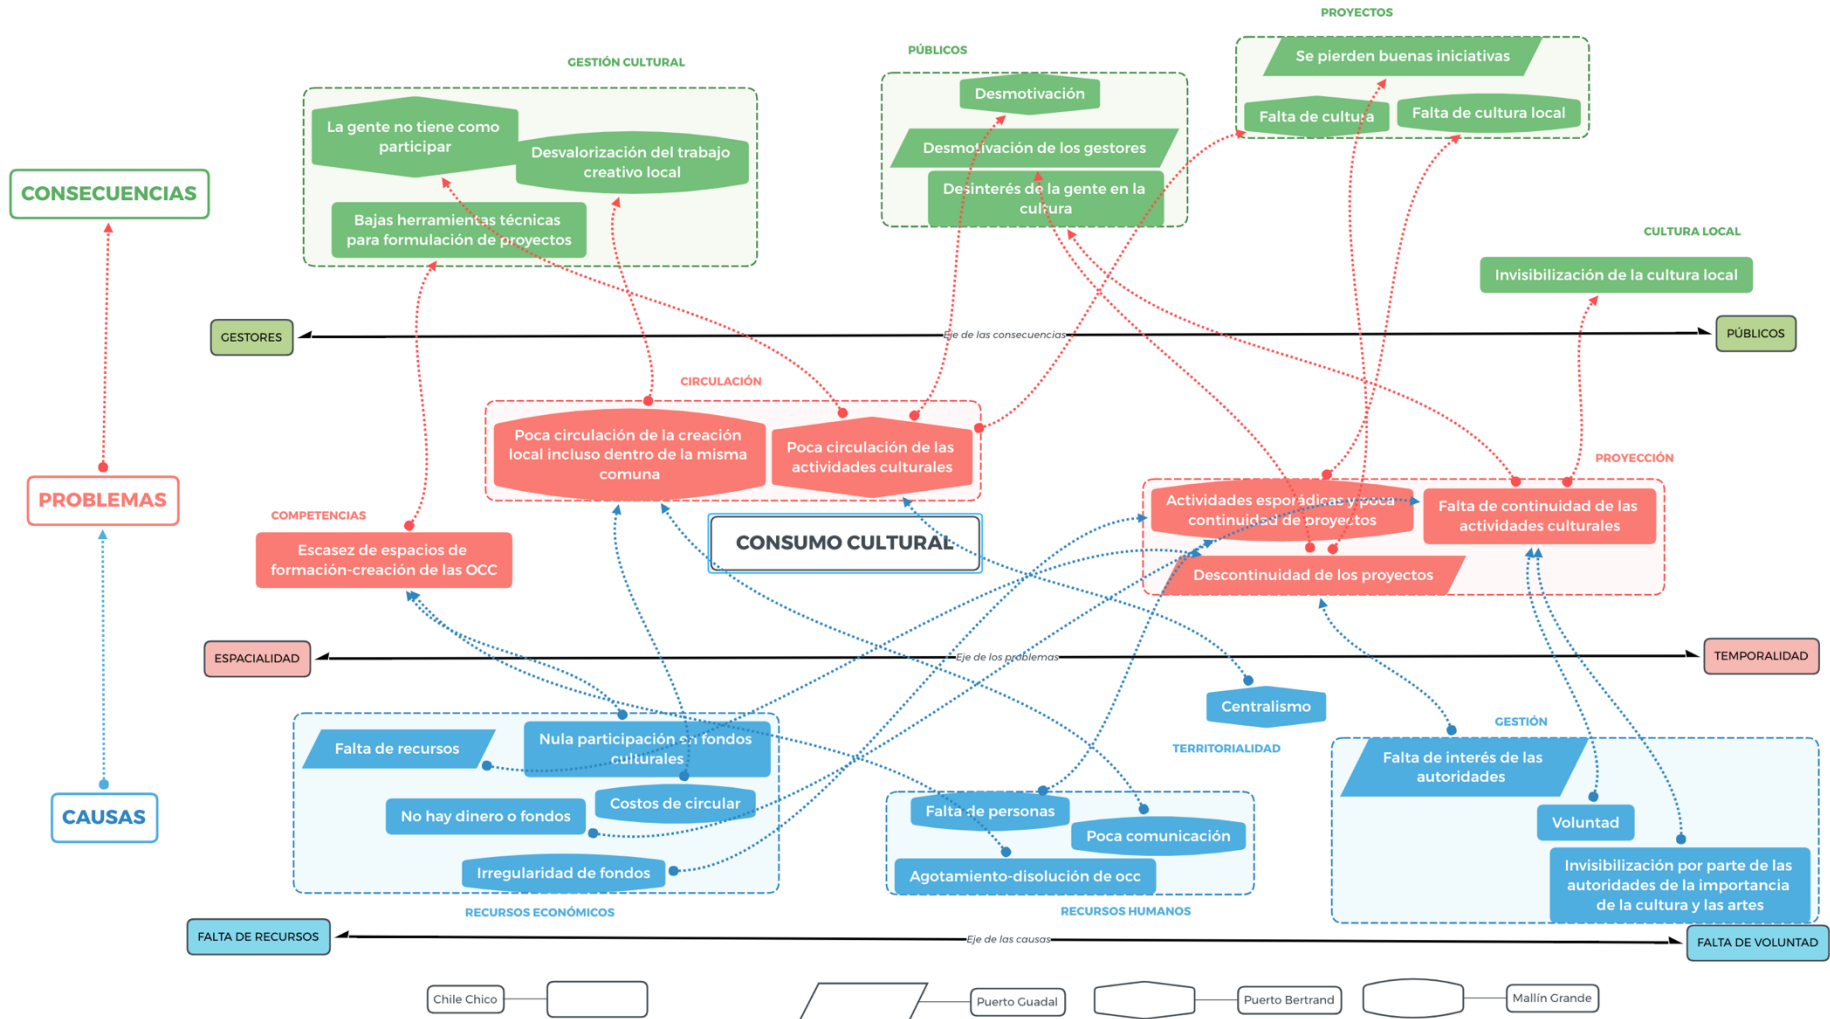 PROYECTOS
PÚBLICOS
GESTIÓN CULTURAL
Se pierden buenas iniciativas
Desmotivación
Falta de cultura
Falta de cultura local
La gente no tiene como
participar
Desvalorización del trabajo
creativo local
Desmotivación de los gestores
Desinterés de la gente en la
cultura
CONSECUENCIAS
Bajas herramientas técnicas
para formulación de proyectos
CULTURA LOCAL
Invisibilización de la cultura local
GESTORES
Eje de las consecuencias
PÚBLICOS
CIRCULACIÓN
Poca circulación de la creación
local incluso dentro de la misma
comuna
Poca circulación de las
actividades culturales
PROYECCIÓN
PROBLEMAS
COMPETENCIAS
Actividades esporádicas y poca
continuidad de proyectos
Falta de continuidad de las
actividades culturales
CONSUMO CULTURAL
Escasez de espacios de
formación-creación de las OCC
Descontinuidad de los proyectos
ESPACIALIDAD
Eje de los problemas
TEMPORALIDAD
Centralismo
GESTIÓN
TERRITORIALIDAD
Falta de recursos
Nula participación en fondos
culturales
Falta de interés de las
autoridades
CAUSAS
No hay dinero o fondos
Costos de circular
Falta de personas
Poca comunicación
Voluntad
Irregularidad de fondos
Agotamiento-disolución de occ
Invisibilización por parte de las
autoridades de la importancia
de la cultura y las artes
RECURSOS ECONÓMICOS
RECURSOS HUMANOS
FALTA DE RECURSOS
Eje de las causas
FALTA DE VOLUNTAD
Chile Chico
Puerto Guadal
Puerto Bertrand
Mallín Grande